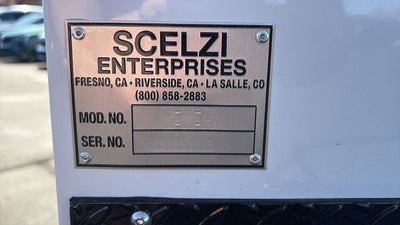 SCELZI
ENTERPRISES
FRESNO, CA • RIVERSIDE, CA • LA SALLE, CO
(800) 858-2883
MOD. NO.
SER. NO.